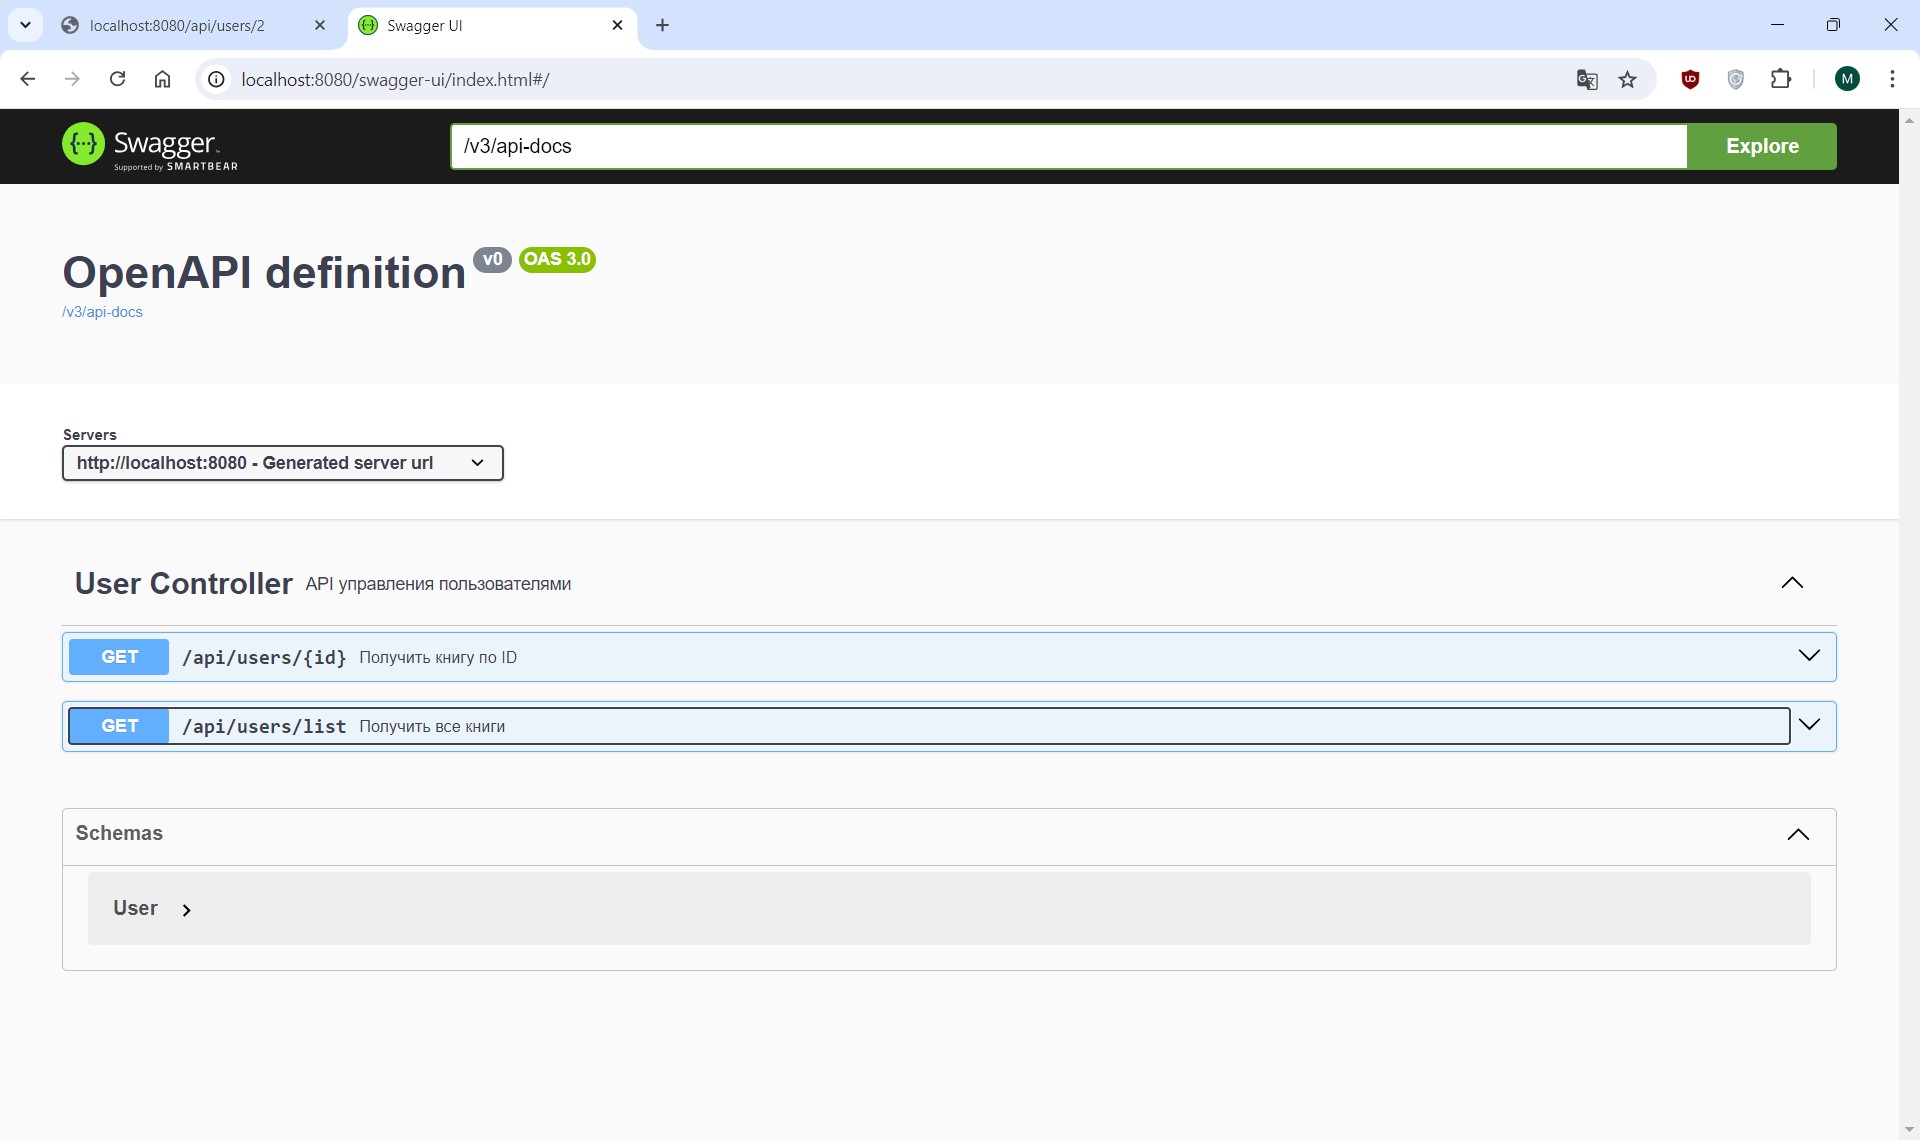 localhost:8080/api/users/2
Swagger UI
localhost:8080/swagger-ui/index.html#/
M
Swagger™
Supported by SMARTBEAR
/v3/api-docs
Explore
OpenAPI definition v0 OAS 3.0
/v3/api-docs
Servers
http://localhost:8080 - Generated server url
User Controller API управления пользователями
GET /api/users/{id} Получить книгу по ID
GET /api/users/list Получить все книги
Schemas
User